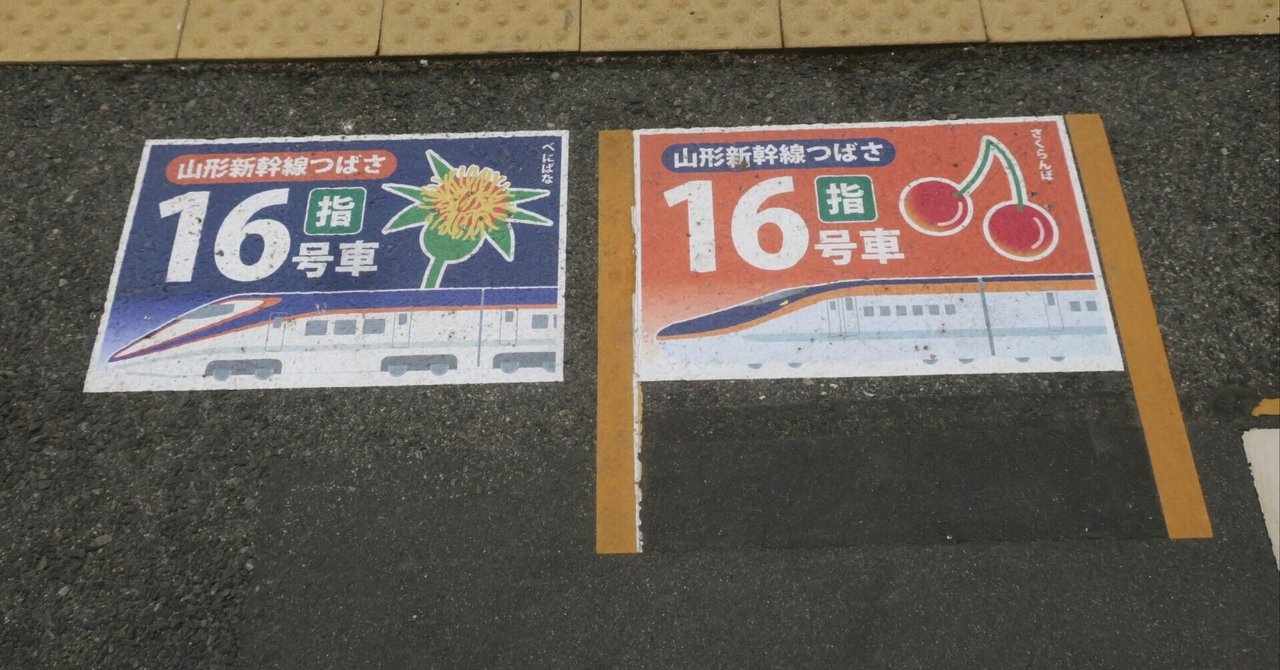 山形新幹線つばさ
16 指
号車
べにばな
山形新幹線つばさ
16 指
号車
さくらんぼ